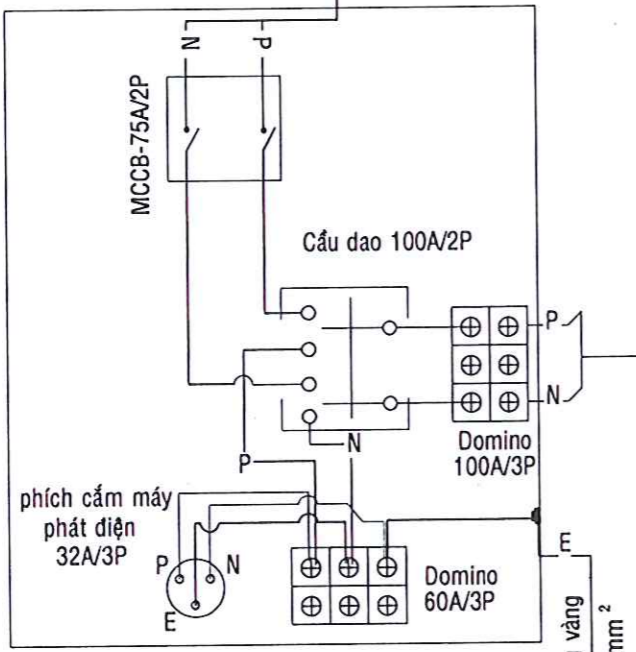 N
P
MCCB-75A/2P
Cầu dao 100A/2P
P
N
Domino
100A/3P
N
P
phích cắm máy
phát điện
32A/3P
P
N
E
Domino
60A/3P
E
vàng
mm²